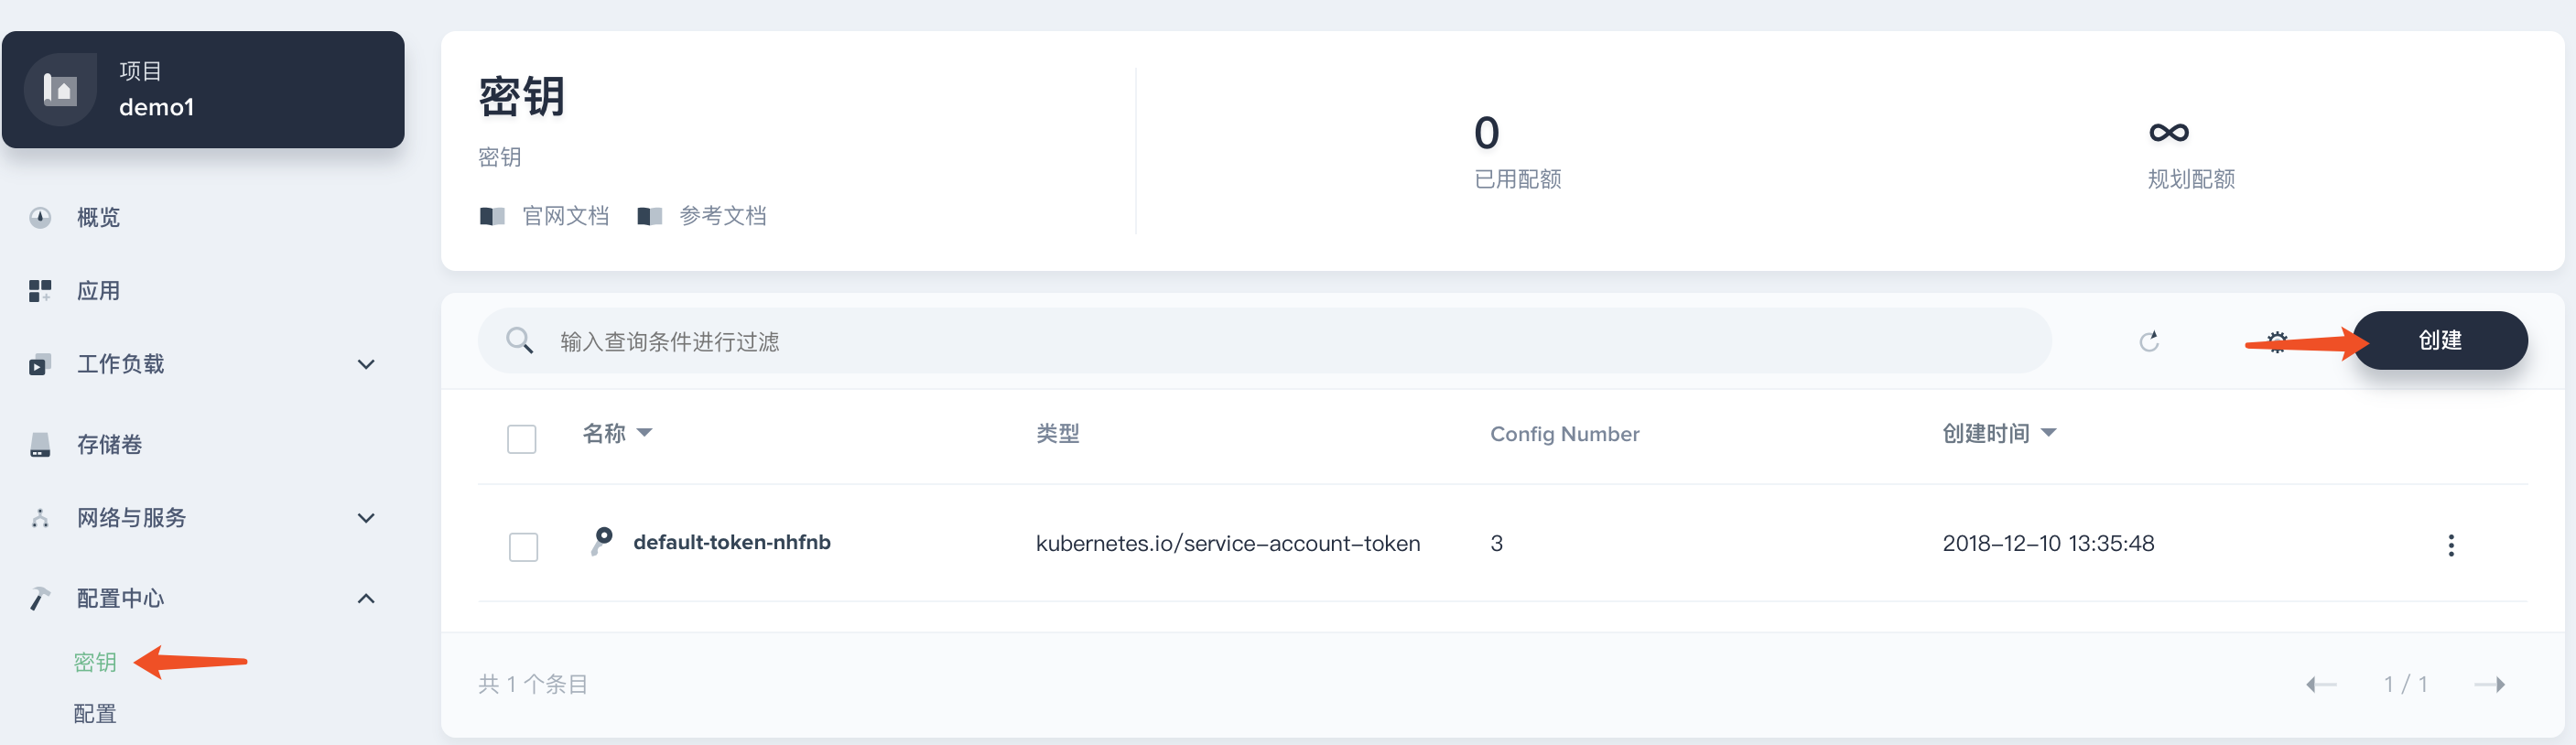 项目
demo1
概览
应用
工作负载
存储卷
网络与服务
配置中心
密钥
配置
密钥
密钥
官网文档 参考文档
0
已用配额
∞
规划配额
输入查询条件进行过滤
创建
名称 类型 Config Number 创建时间
default-token-nhfnb kubernetes.io/service-account-token 3 2018-12-10 13:35:48
共 1 个条目
1 / 1